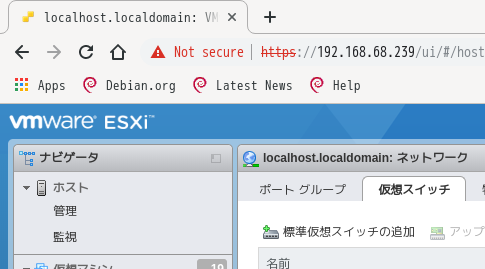 localhost.localdomain: VM
Not secure | https://192.168.68.239/ui/#/host
Apps Debian.org Latest News Help
vmware ESXi™
ナビゲータ
localhost.localdomain: ネットワーク
ホスト
ポート グループ 仮想スイッチ
管理
監視
標準仮想スイッチの追加 アップ
仮想マシン 10
名前